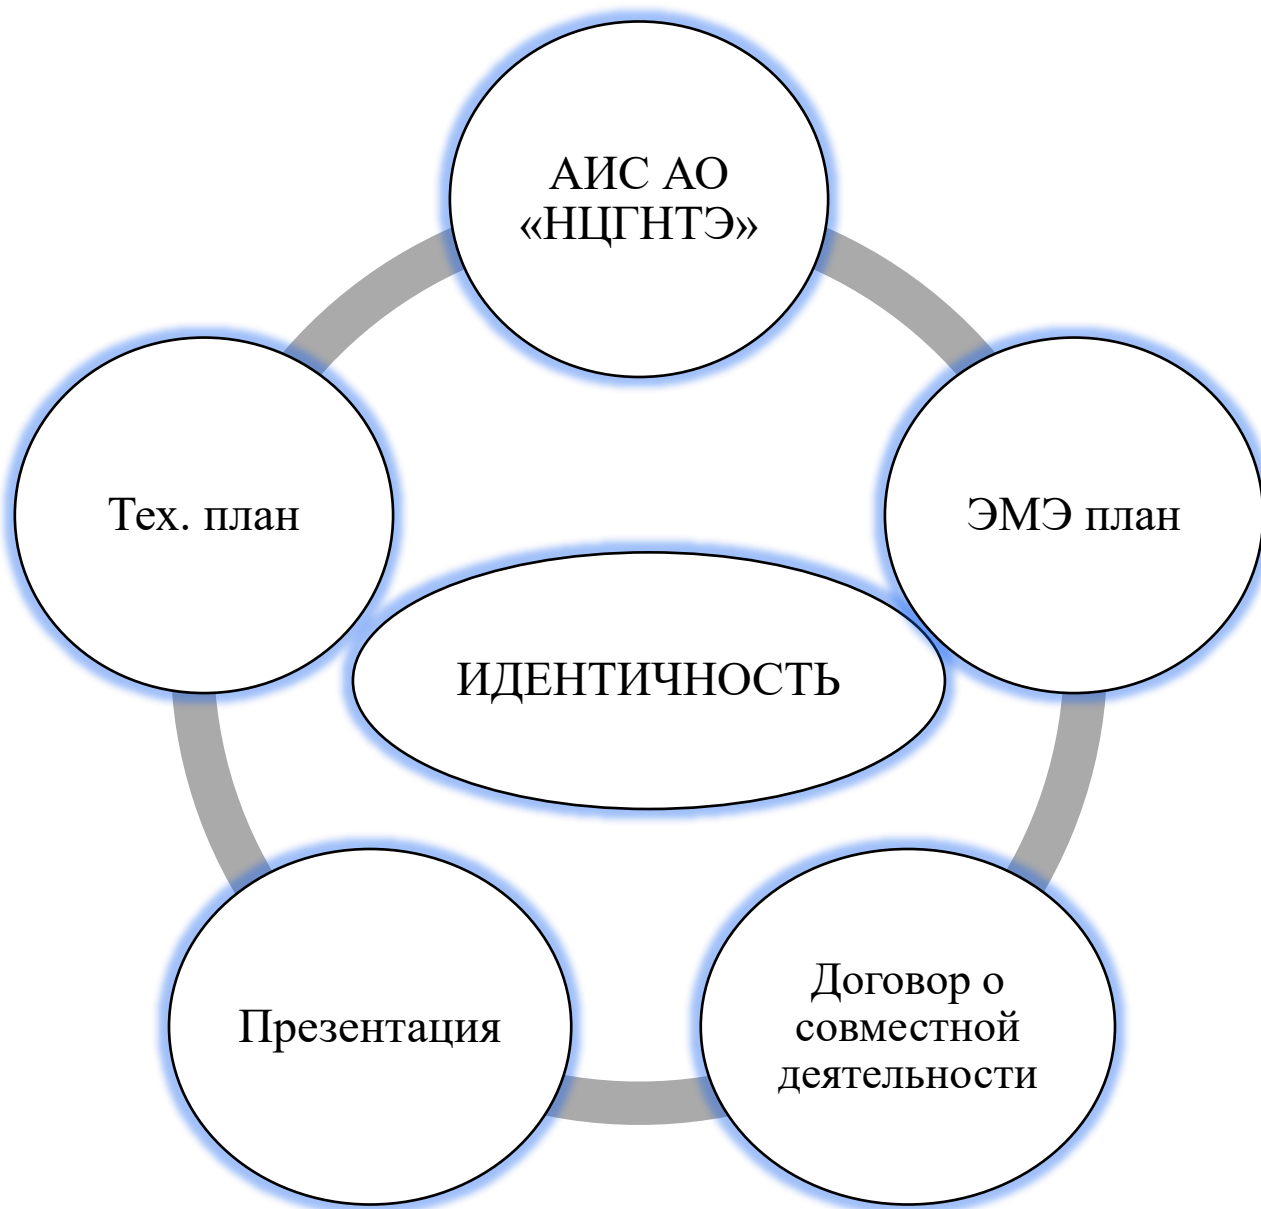 АИС АО
«НЦГНТЭ»
Тех. план
ЭМЭ план
ИДЕНТИЧНОСТЬ
Презентация
Договор о
совместной
деятельности